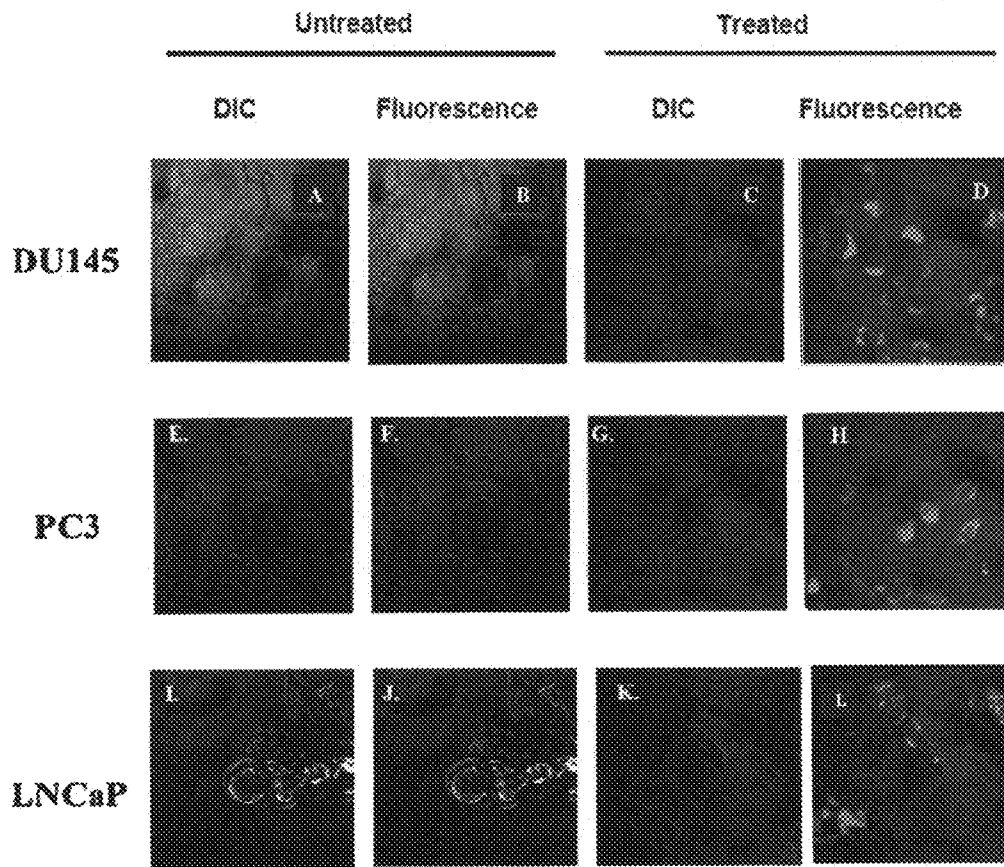 Untreated Treated
DIC Fluorescence DIC Fluorescence
DU145 A B C D
PC3 E. F. G. H
LNCaP I. J. K. L